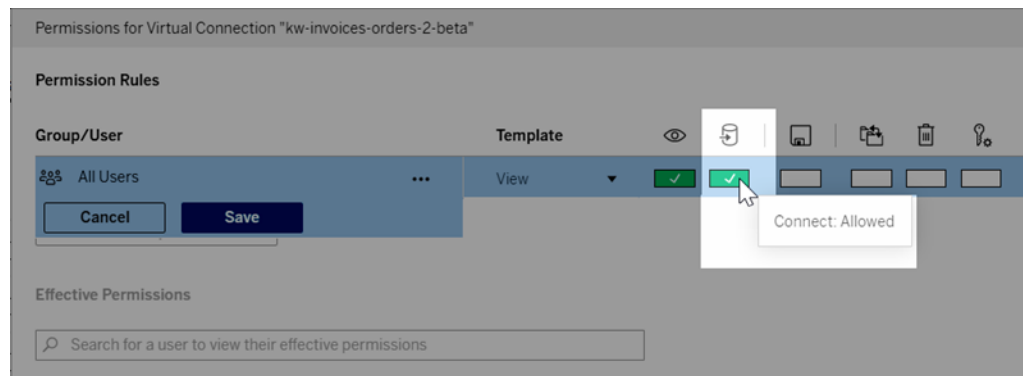 Permissions for Virtual Connection "kw-invoices-orders-2-beta"
Permission Rules
Group/User Template
All Users ••• View
Cancel Save
Connect: Allowed
Effective Permissions
Search for a user to view their effective permissions